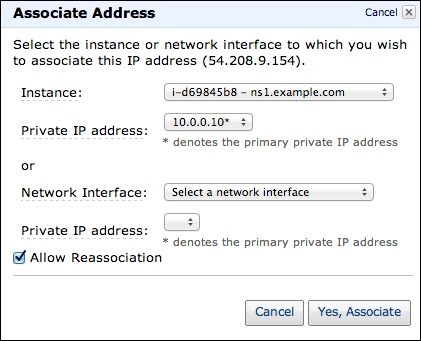 Associate Address
Cancel
Select the instance or network interface to which you wish
to associate this IP address (54.208.9.154).
Instance: i-d69845b8 - ns1.example.com
Private IP address: 10.0.0.10*
* denotes the primary private IP address
or
Network Interface: Select a network interface
Private IP address:
* denotes the primary private IP address
Allow Reassociation
Cancel Yes, Associate